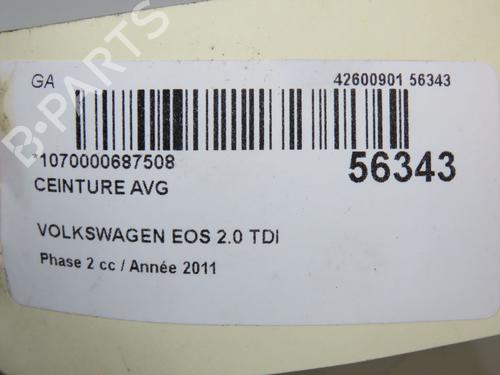 GA
42600901 56343
*1070000687508
56343
CEINTURE AVG
VOLKSWAGEN EOS 2.0 TDI
Phase 2 cc / Année 2011
B-PARTS